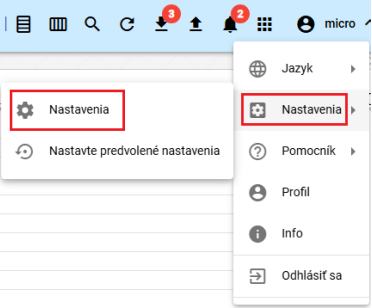 3
2
micro
Jazyk
Nastavenia
Nastavenia
Nastavte predvolené nastavenia
Pomocník
Profil
Info
Odhlásiť sa